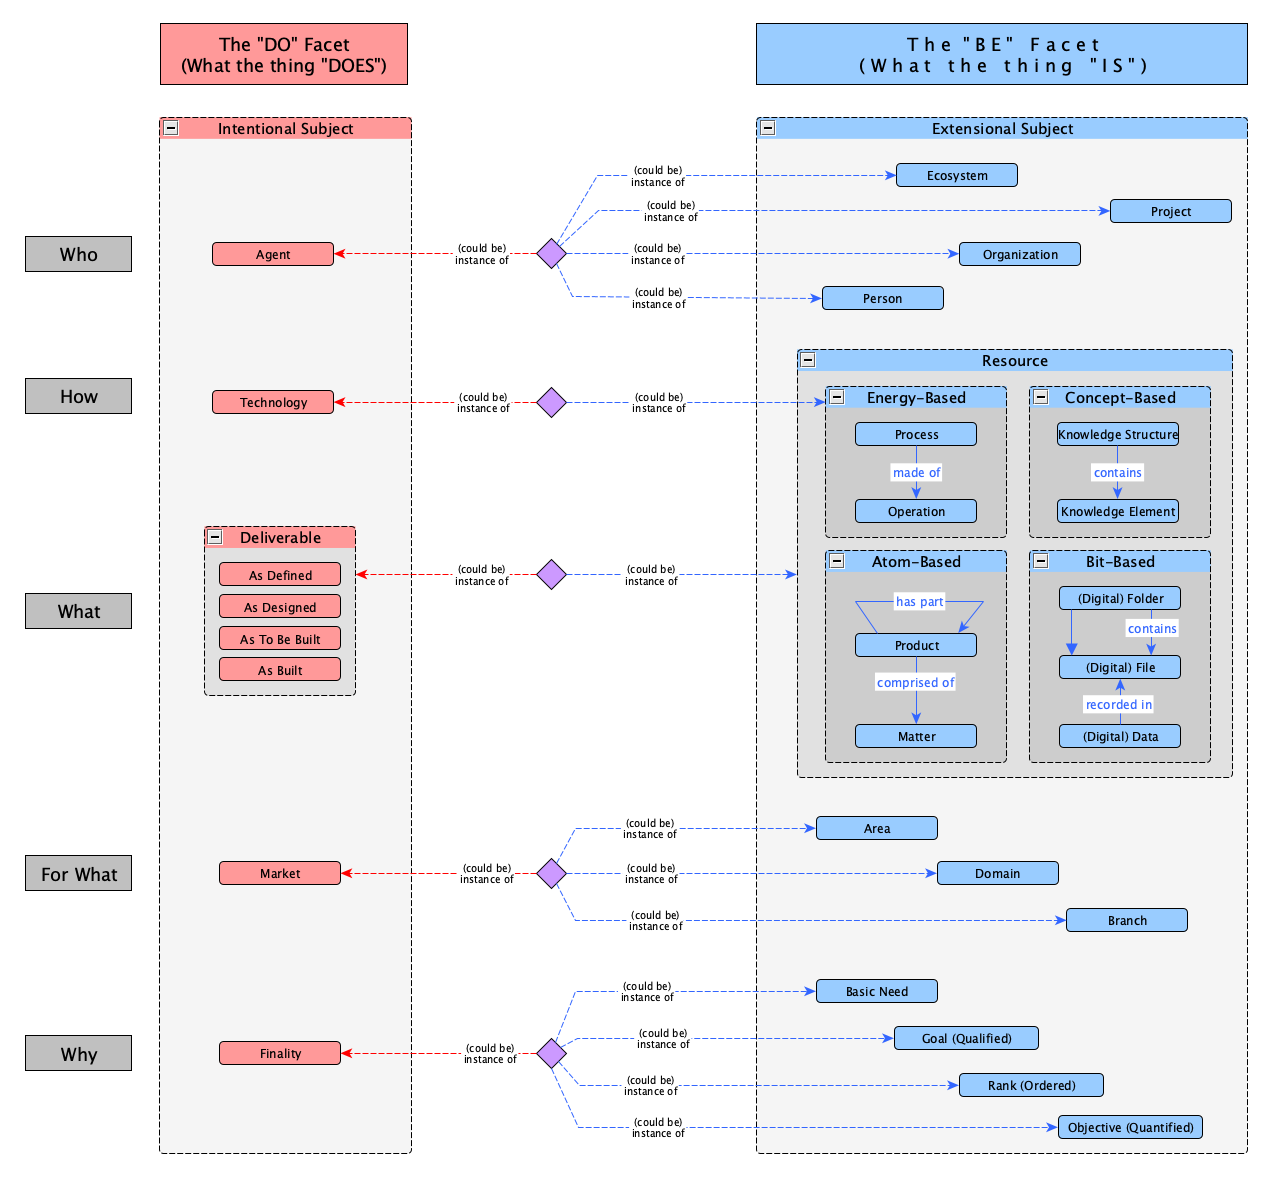 The "DO" Facet
(What the thing "DOES")
The "BE" Facet
(What the thing "IS")
Intentional Subject
Extensional Subject
(could be)
instance of
Ecosystem
(could be)
instance of
Project
Who
Agent
(could be)
instance of
(could be)
instance of
Organization
(could be)
instance of
Person
Resource
How
Technology
(could be)
instance of
(could be)
instance of
Energy-Based
Process
made of
Operation
Concept-Based
Knowledge Structure
contains
Knowledge Element
What
Deliverable
As Defined
As Designed
As To Be Built
As Built
(could be)
instance of
(could be)
instance of
Atom-Based
has part
Product
comprised of
Matter
Bit-Based
(Digital) Folder
contains
(Digital) File
recorded in
(Digital) Data
(could be)
instance of
Area
For What
Market
(could be)
instance of
(could be)
instance of
Domain
(could be)
instance of
Branch
(could be)
instance of
Basic Need
(could be)
instance of
Goal (Qualified)
Why
Finality
(could be)
instance of
(could be)
instance of
Rank (Ordered)
(could be)
instance of
Objective (Quantified)